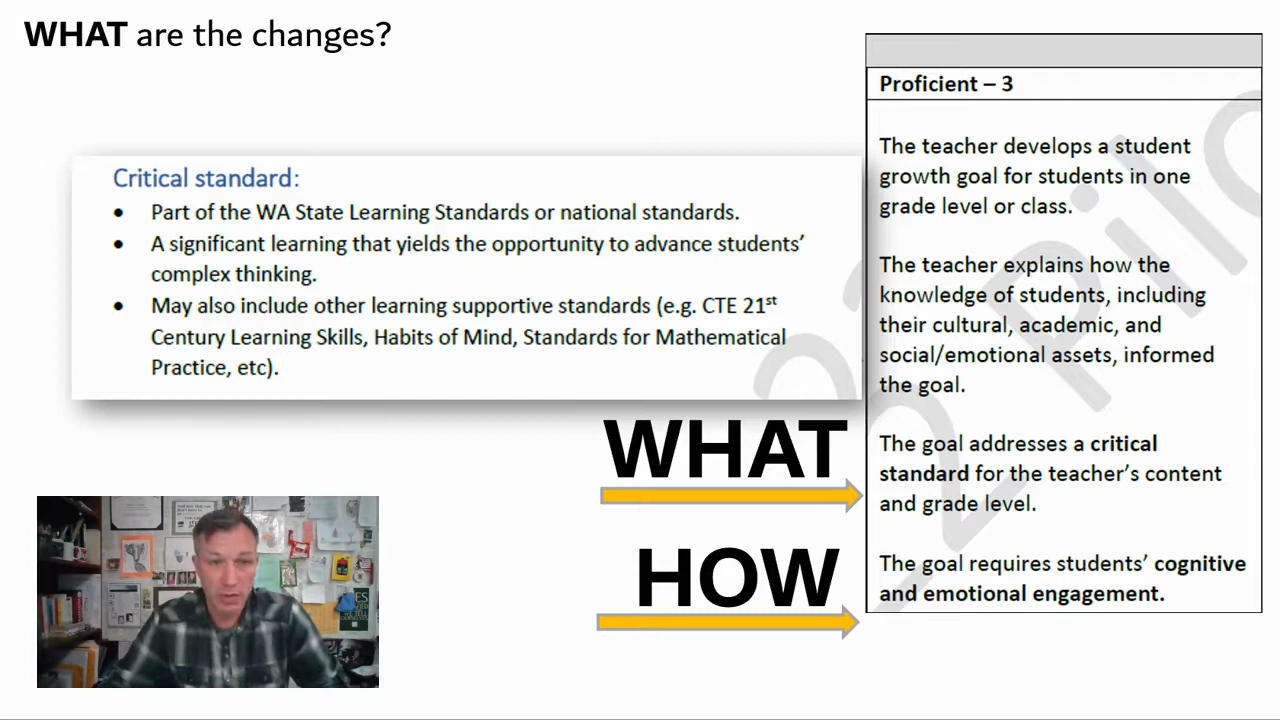 WHAT are the changes?
Critical standard:
• Part of the WA State Learning Standards or national standards.
• A significant learning that yields the opportunity to advance students’
complex thinking.
• May also include other learning supportive standards (e.g. CTE 21st
Century Learning Skills, Habits of Mind, Standards for Mathematical
Practice, etc).
WHAT
HOW
Proficient – 3
The teacher develops a student
growth goal for students in one
grade level or class.
The teacher explains how the
knowledge of students, including
their cultural, academic, and
social/emotional assets, informed
the goal.
The goal addresses a critical
standard for the teacher’s content
and grade level.
The goal requires students’ cognitive
and emotional engagement.